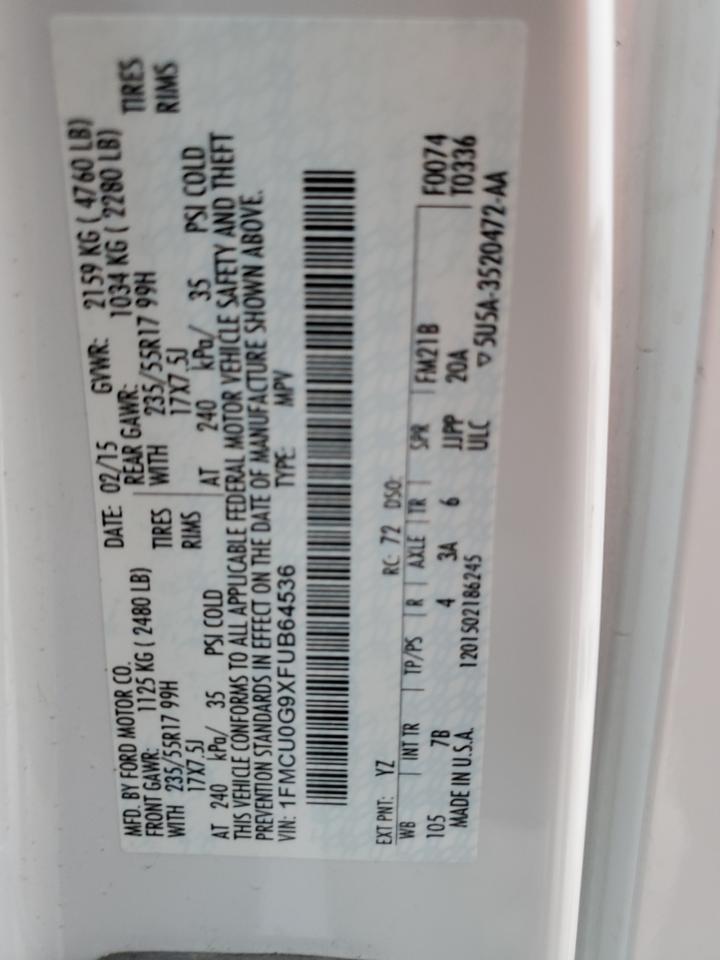 MFD. BY FORD MOTOR CO.
DATE: 02/15 GVWR: 2159 KG ( 4760 LB)
FRONT GAWR: 1125 KG ( 2480 LB) REAR GAWR: 1034 KG ( 2280 LB)
WITH 235/55R17 99H TIRES WITH 235/55R17 99H TIRES
17X7.5J RIMS 17X7.5J RIMS
AT 240 kPa/ 35 PSI COLD AT 240 kPa/ 35 PSI COLD
THIS VEHICLE CONFORMS TO ALL APPLICABLE FEDERAL MOTOR VEHICLE SAFETY AND THEFT
PREVENTION STANDARDS IN EFFECT ON THE DATE OF MANUFACTURE SHOWN ABOVE.
VIN: 1FMCU0G9XFUB64536 TYPE: MPV
EXT PNT: YZ RC: 72 DSO:
WB INT TR TP/PS R AXLE TR SPR FM21B F0074
105 7B 4 3A 6 JJPP 20A T0336
MADE IN U.S.A. 1201502186245 ULC
▽5U5A-3520472-AA